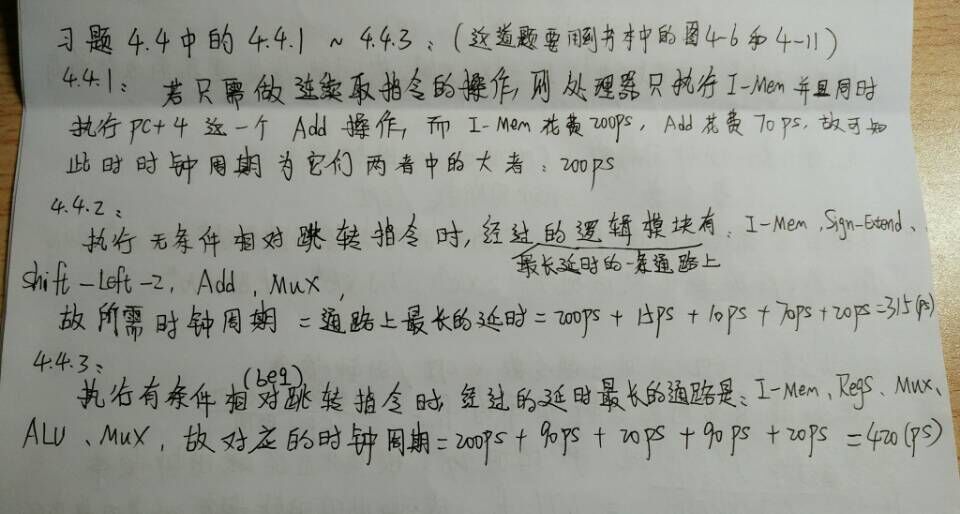 习题 4.4 中的 4.4.1 ~ 4.4.3：(这道题要用到书本中的图4-6和4-11)
4.4.1： 若只需做连续取指令的操作, 则处理器只执行 I-Mem 并且同时
执行 PC+4 这一个 Add 操作, 而 I-Mem 花费 200ps, Add 花费 70ps, 故可知
此时时钟周期为它们两者中的大者：200ps
4.4.2：
执行无条件相对跳转指令时, 经过的逻辑模块有：I-Mem, Sign-Extend、
最长延时的一条通路上
Shift-Left-2, Add、Mux,
故所需时钟周期 = 通路上最长的延时 = 200ps + 15ps + 10ps + 70ps + 20ps = 315(ps)
4.4.3：
(beq)
执行有条件相对跳转指令时, 经过的延时最长的通路是：I-Mem、Regs、Mux、
ALU、Mux, 故对应的时钟周期 = 200ps + 90ps + 20ps + 90ps + 20ps = 420(ps)